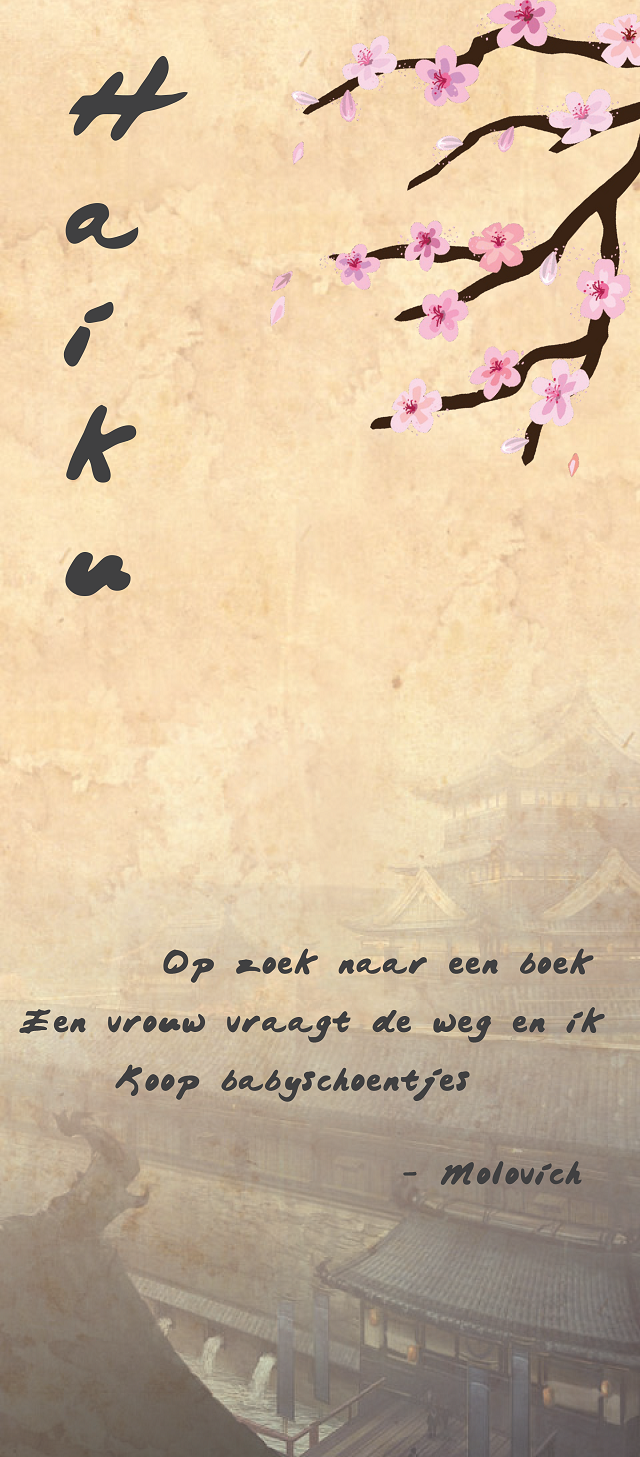 Haiku
Op zoek naar een boek
Een vrouw vraagt de weg en ik
Koop babyschoentjes
- Molovich